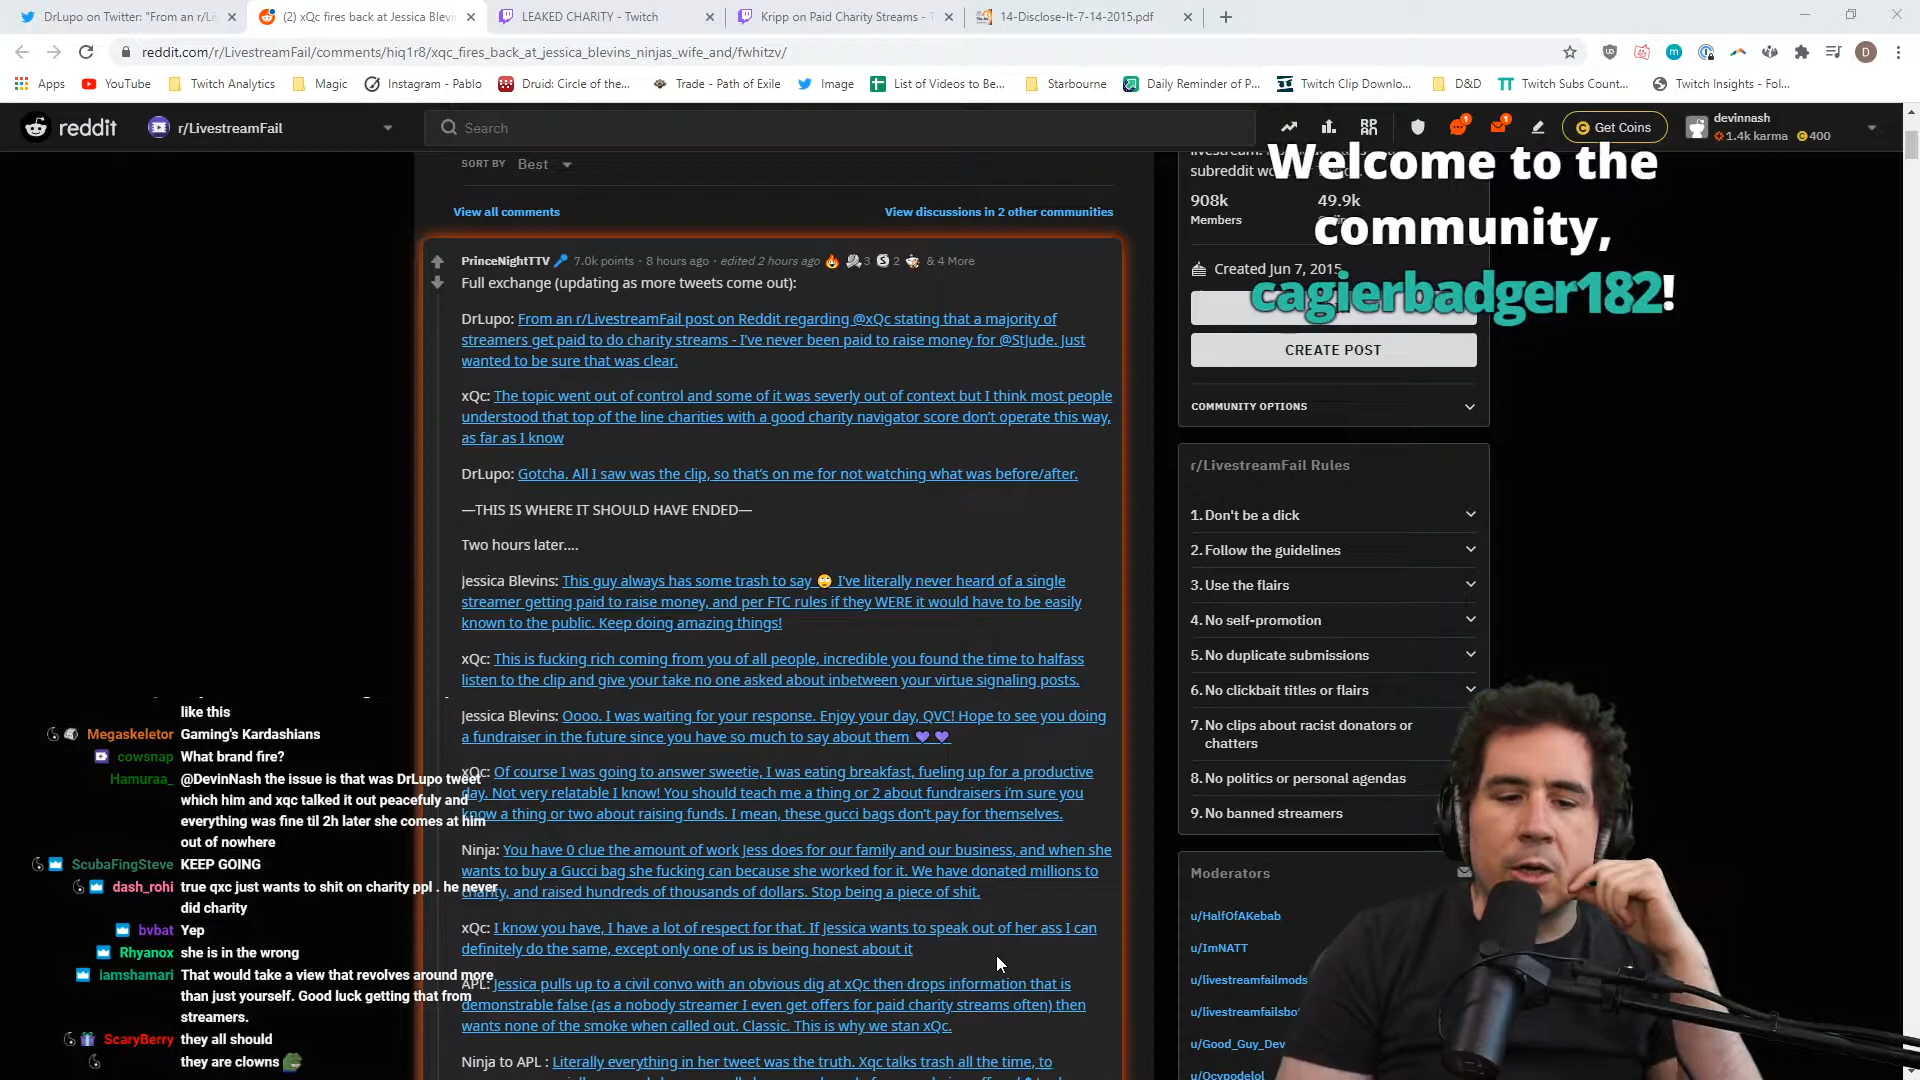 DrLupo on Twitter: "From an r/Li
(2) xQc fires back at Jessica Blevin
LEAKED CHARITY - Twitch
Kripp on Paid Charity Streams - T
14-Disclose-It-7-14-2015.pdf
reddit.com/r/LivestreamFail/comments/hiq1r8/xqc_fires_back_at_jessica_blevins_ninjas_wife_and/fwhitzv/
Apps
YouTube
Twitch Analytics
Magic
Instagram - Pablo
Druid: Circle of the...
Trade - Path of Exile
Image
List of Videos to Be...
Starbourne
Daily Reminder of P...
Twitch Clip Downlo...
D&D
Twitch Subs Count...
Twitch Insights - Fol...
reddit
r/LivestreamFail
Search
Get Coins
devinnash
1.4k karma 400
SORT BY Best
View all comments
View discussions in 2 other communities
PrinceNightTTV 7.0k points · 8 hours ago · edited 2 hours ago 3 2 & 4 More
Full exchange (updating as more tweets come out):
DrLupo: From an r/LivestreamFail post on Reddit regarding @xQc stating that a majority of
streamers get paid to do charity streams - I've never been paid to raise money for @StJude. Just
wanted to be sure that was clear.
xQc: The topic went out of control and some of it was severly out of context but I think most people
understood that top of the line charities with a good charity navigator score don't operate this way,
as far as I know
DrLupo: Gotcha. All I saw was the clip, so that's on me for not watching what was before/after.
—THIS IS WHERE IT SHOULD HAVE ENDED—
Two hours later....
Jessica Blevins: This guy always has some trash to say 🙄 I've literally never heard of a single
streamer getting paid to raise money, and per FTC rules if they WERE it would have to be easily
known to the public. Keep doing amazing things!
xQc: This is fucking rich coming from you of all people, incredible you found the time to halfass
listen to the clip and give your take no one asked about inbetween your virtue signaling posts.
Jessica Blevins: Oooo. I was waiting for your response. Enjoy your day, QVC! Hope to see you doing
a fundraiser in the future since you have so much to say about them 💜 💜
xQc: Of course I was going to answer sweetie, I was eating breakfast, fueling up for a productive
day. Not very relatable I know! You should teach me a thing or 2 about fundraisers i'm sure you
know a thing or two about raising funds. I mean, these gucci bags don't pay for themselves.
Ninja: You have 0 clue the amount of work Jess does for our family and our business, and when she
wants to buy a Gucci bag she fucking can because she worked for it. We have donated millions to
charity, and raised hundreds of thousands of dollars. Stop being a piece of shit.
xQc: I know you have, I have a lot of respect for that. If Jessica wants to speak out of her ass I can
definitely do the same, except only one of us is being honest about it
APL: Jessica pulls up to a civil convo with an obvious dig at xQc then drops information that is
demonstrable false (as a nobody streamer I even get offers for paid charity streams often) then
wants none of the smoke when called out. Classic. This is why we stan xQc.
Ninja to APL : Literally everything in her tweet was the truth. Xqc talks trash all the time, to
subreddit
908k
Members
49.9k
Created Jun 7, 2015
CREATE POST
COMMUNITY OPTIONS
Welcome to the
community,
cagierbadger182!
r/LivestreamFail Rules
1. Don't be a dick
2. Follow the guidelines
3. Use the flairs
4. No self-promotion
5. No duplicate submissions
6. No clickbait titles or flairs
7. No clips about racist donators or
chatters
8. No politics or personal agendas
9. No banned streamers
Moderators
u/HalfOfAKebab
u/ImNATT
u/livestreamfailmods
u/livestreamfailsbo
u/Good_Guy_Dev
u/Ocypodelol
like this
Megaskeletor Gaming's Kardashians
cowsnap What brand fire?
Hamuraa_ @DevinNash the issue is that was DrLupo tweet
which him and xqc talked it out peacefuly and
everything was fine til 2h later she comes at him
out of nowhere
ScubaFingSteve KEEP GOING
dash_rohi true qxc just wants to shit on charity ppl . he never
did charity
bvbat Yep
Rhyanox she is in the wrong
iamshamari That would take a view that revolves around more
than just yourself. Good luck getting that from
streamers.
ScaryBerry they all should
they are clowns